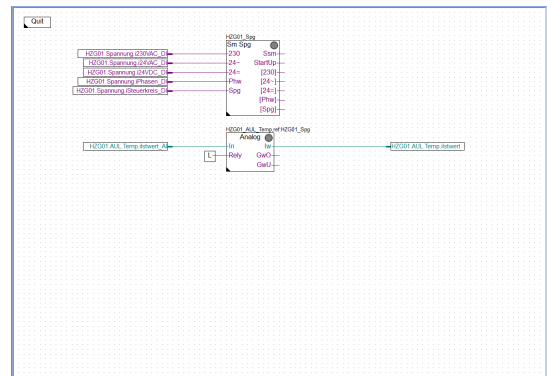 Quit
HZG01_Spg
Sm Spg
HZG01.Spannung.i230VAC_DI 230 Ssm
HZG01.Spannung.i24VAC_DI 24~ StartUp
HZG01.Spannung.i24VDC_DI 24= [230]
HZG01.Spannung.iPhasen_DI Phw [24~]
HZG01.Spannung.iSteuerkreis_DI Spg [24=]
[Phw]
[Spg]
HZG01_AUL_Temp.ref:HZG01_Spg
Analog
HZG01.AUL.Temp.iIstwert_AI In Iw HZG01.AUL.Temp.iIstwert
L Rely GwO
GwU